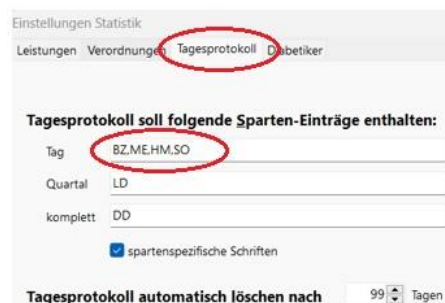 Einstellungen Statistik
Leistungen Verordnungen Tagesprotokoll Diabetiker
Tagesprotokoll soll folgende Sparten-Einträge enthalten:
Tag BZ,ME,HM,SO
Quartal LD
komplett DD
spartenspezifische Schriften
Tagesprotokoll automatisch löschen nach 99 Tagen